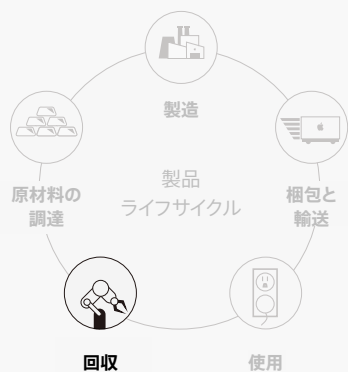 製造
原材料の
調達
製品
ライフサイクル
梱包と
輸送
回収
使用